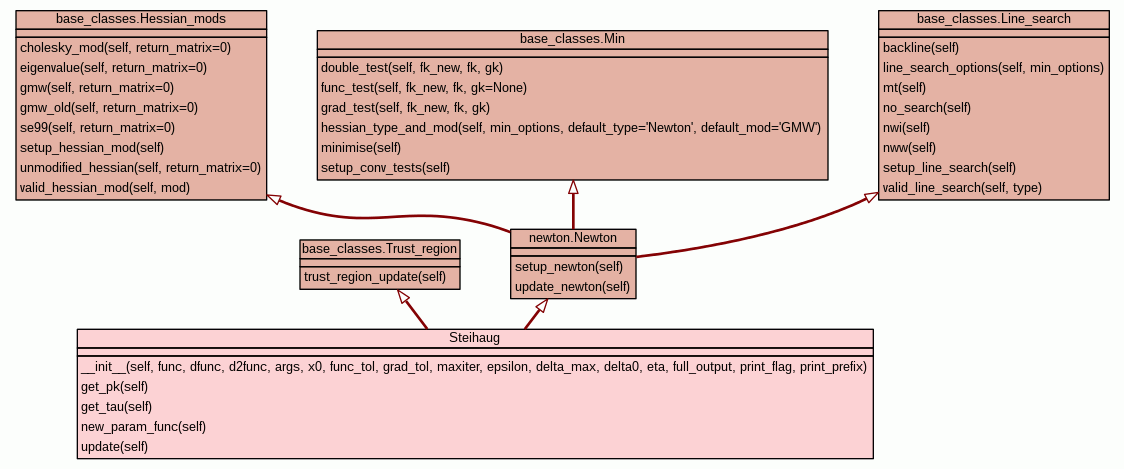 base_classes.Hessian_mods
cholesky_mod(self, return_matrix=0)
eigenvalue(self, return_matrix=0)
gmw(self, return_matrix=0)
gmw_old(self, return_matrix=0)
se99(self, return_matrix=0)
setup_hessian_mod(self)
unmodified_hessian(self, return_matrix=0)
valid_hessian_mod(self, mod)
base_classes.Min
double_test(self, fk_new, fk, gk)
func_test(self, fk_new, fk, gk=None)
grad_test(self, fk_new, fk, gk)
hessian_type_and_mod(self, min_options, default_type='Newton', default_mod='GMW')
minimise(self)
setup_conv_tests(self)
base_classes.Line_search
backline(self)
line_search_options(self, min_options)
mt(self)
no_search(self)
nwi(self)
nww(self)
setup_line_search(self)
valid_line_search(self, type)
base_classes.Trust_region
trust_region_update(self)
newton.Newton
setup_newton(self)
update_newton(self)
Steihaug
__init__(self, func, dfunc, d2func, args, x0, func_tol, grad_tol, maxiter, epsilon, delta_max, delta0, eta, full_output, print_flag, print_prefix)
get_pk(self)
get_tau(self)
new_param_func(self)
update(self)